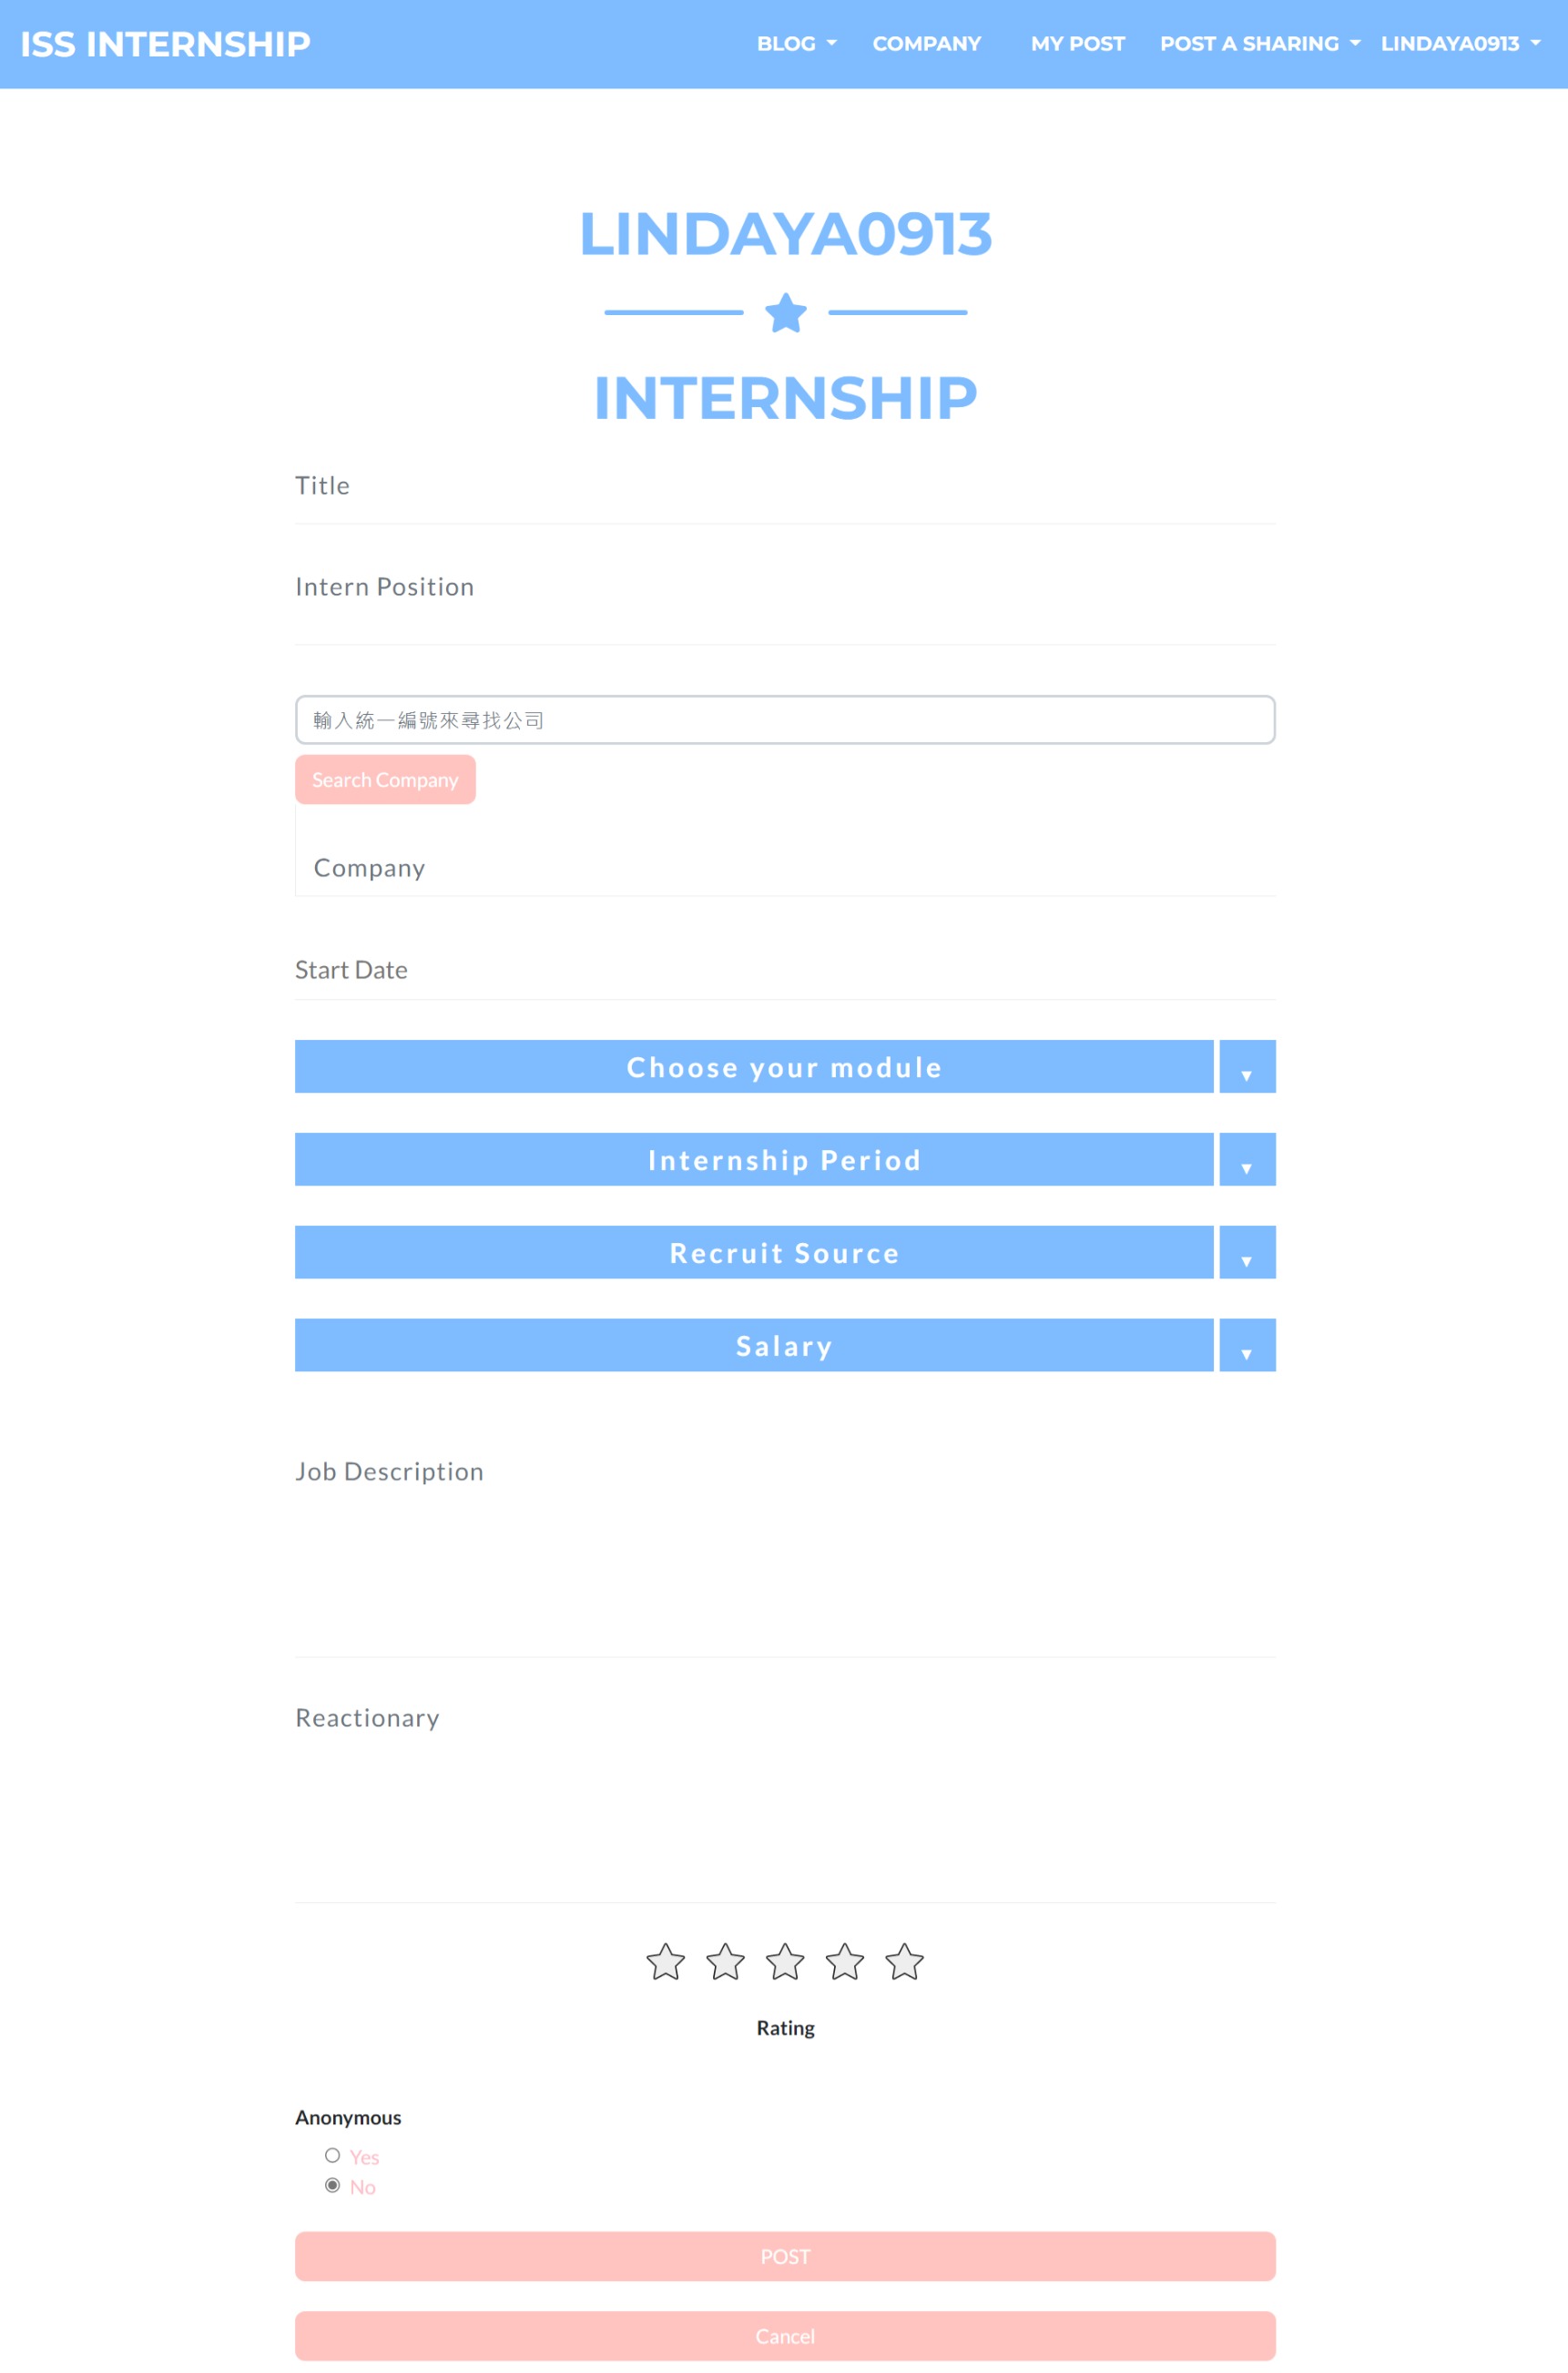 ISS INTERNSHIP
BLOG
COMPANY
MY POST
POST A SHARING
LINDAYA0913
LINDAYA0913
INTERNSHIP
Title
Intern Position
輸入統一編號來尋找公司
Search Company
Company
Start Date
Choose your module
Internship Period
Recruit Source
Salary
Job Description
Reactionary
Rating
Anonymous
Yes
No
POST
Cancel